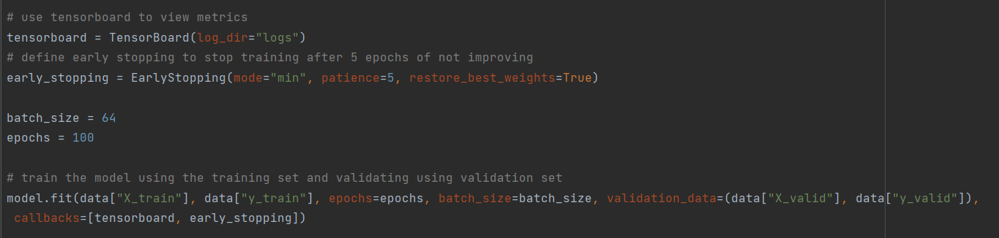 # use tensorboard to view metrics
tensorboard = TensorBoard(log_dir="logs")
# define early stopping to stop training after 5 epochs of not improving
early_stopping = EarlyStopping(mode="min", patience=5, restore_best_weights=True)
batch_size = 64
epochs = 100
# train the model using the training set and validating using validation set
model.fit(data["X_train"], data["y_train"], epochs=epochs, batch_size=batch_size, validation_data=(data["X_valid"], data["y_valid"]),
callbacks=[tensorboard, early_stopping])